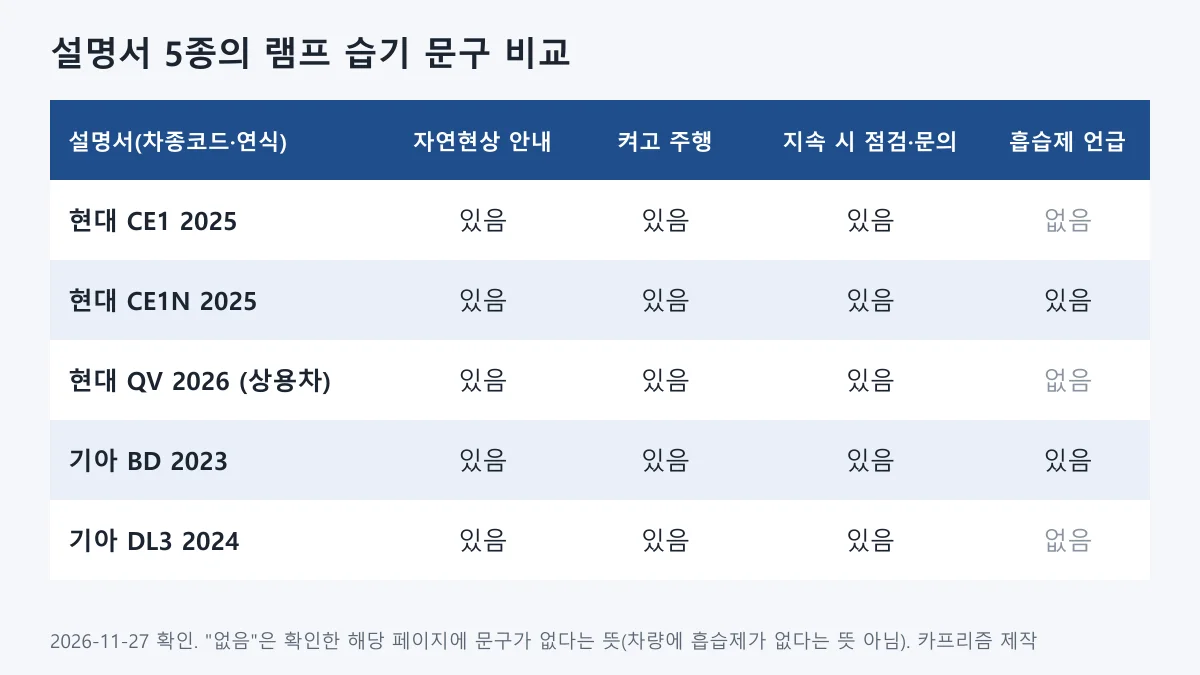 설명서 5종의 램프 습기 문구 비교
설명서(차종코드·연식) 자연현상 안내 켜고 주행 지속 시 점검·문의 흡습제 언급
현대 CE1 2025 있음 있음 있음 없음
현대 CE1N 2025 있음 있음 있음 있음
현대 QV 2026 (상용차) 있음 있음 있음 없음
기아 BD 2023 있음 있음 있음 있음
기아 DL3 2024 있음 있음 있음 없음
2026-11-27 확인. "없음"은 확인한 해당 페이지에 문구가 없다는 뜻(차량에 흡습제가 없다는 뜻 아님). 카프리즘 제작